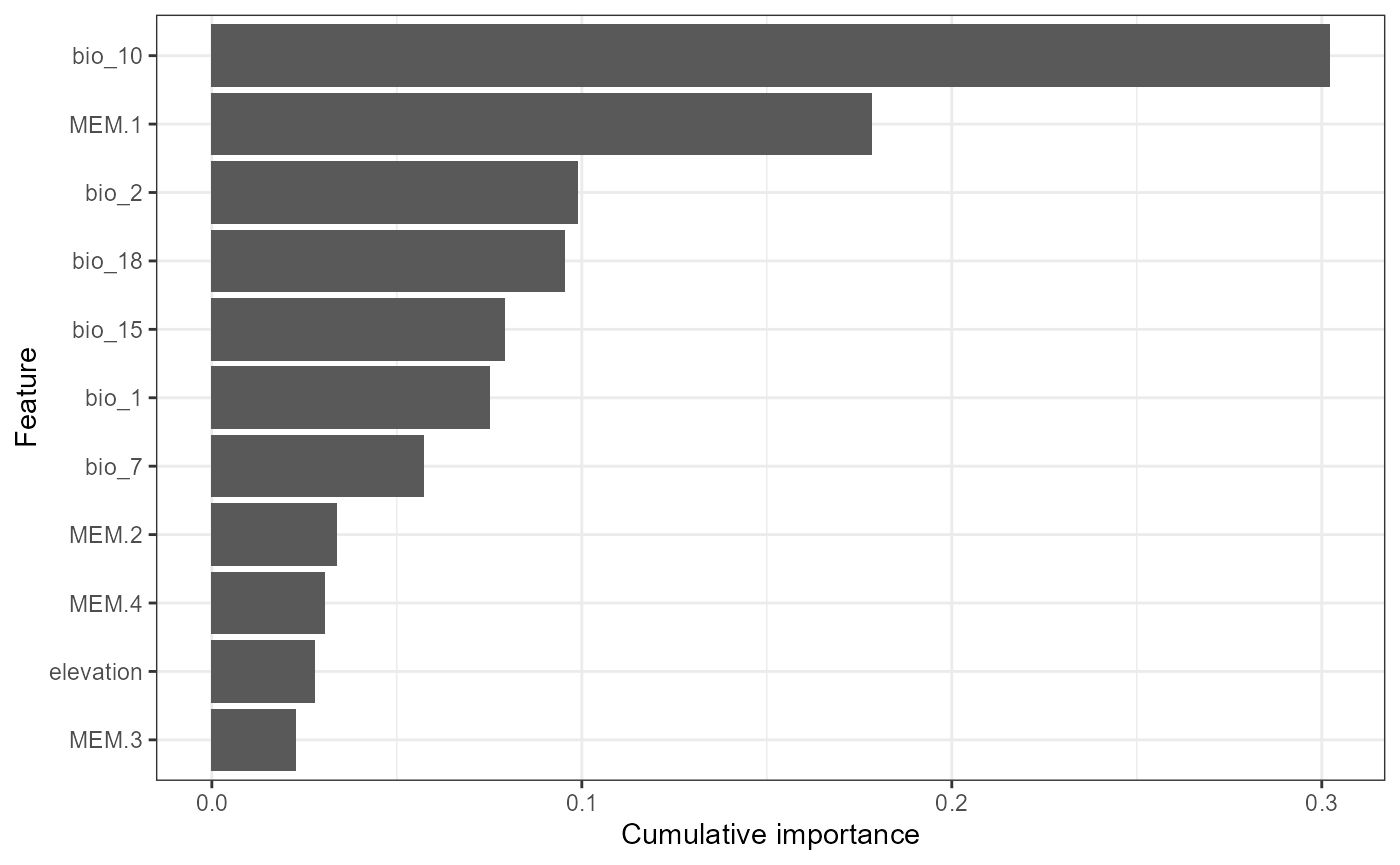 bio_10
MEM.1
bio_2
bio_18
bio_15
bio_1
bio_7
MEM.2
MEM.4
elevation
MEM.3
Feature
0.0 0.1 0.2 0.3
Cumulative importance